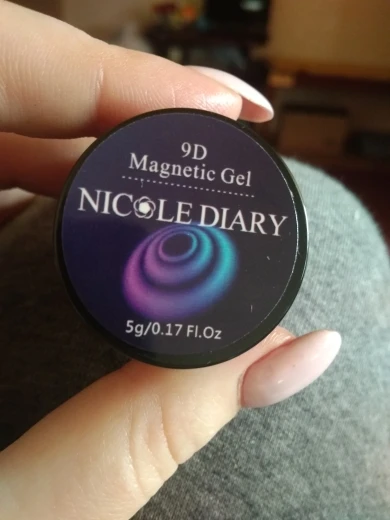 9D
Magnetic Gel
NICOLE DIARY
5g/0.17 Fl.Oz